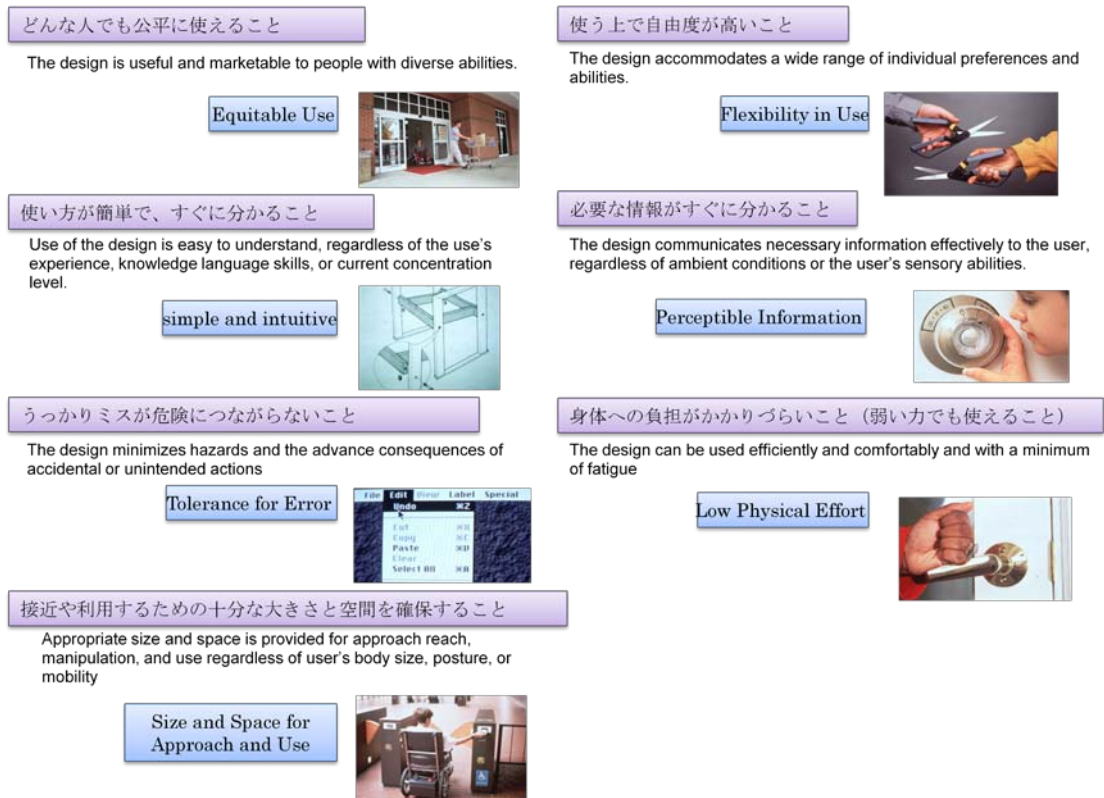 どんな人でも公平に使えること
The design is useful and marketable to people with diverse abilities.
Equitable Use
使う上で自由度が高いこと
The design accommodates a wide range of individual preferences and
abilities.
Flexibility in Use
使い方が簡単で、すぐに分かること
Use of the design is easy to understand, regardless of the use's
experience, knowledge language skills, or current concentration
level.
simple and intuitive
必要な情報がすぐに分かること
The design communicates necessary information effectively to the user,
regardless of ambient conditions or the user's sensory abilities.
Perceptible Information
うっかりミスが危険につながらないこと
The design minimizes hazards and the advance consequences of
accidental or unintended actions
Tolerance for Error
File Edit View Label Special
Undo ⌘Z
Cut ⌘X
Copy ⌘C
Paste ⌘V
Clear
Select All ⌘A
身体への負担がかかりづらいこと（弱い力でも使えること）
The design can be used efficiently and comfortably and with a minimum
of fatigue
Low Physical Effort
接近や利用するための十分な大きさと空間を確保すること
Appropriate size and space is provided for approach reach,
manipulation, and use regardless of user's body size, posture, or
mobility
Size and Space for
Approach and Use